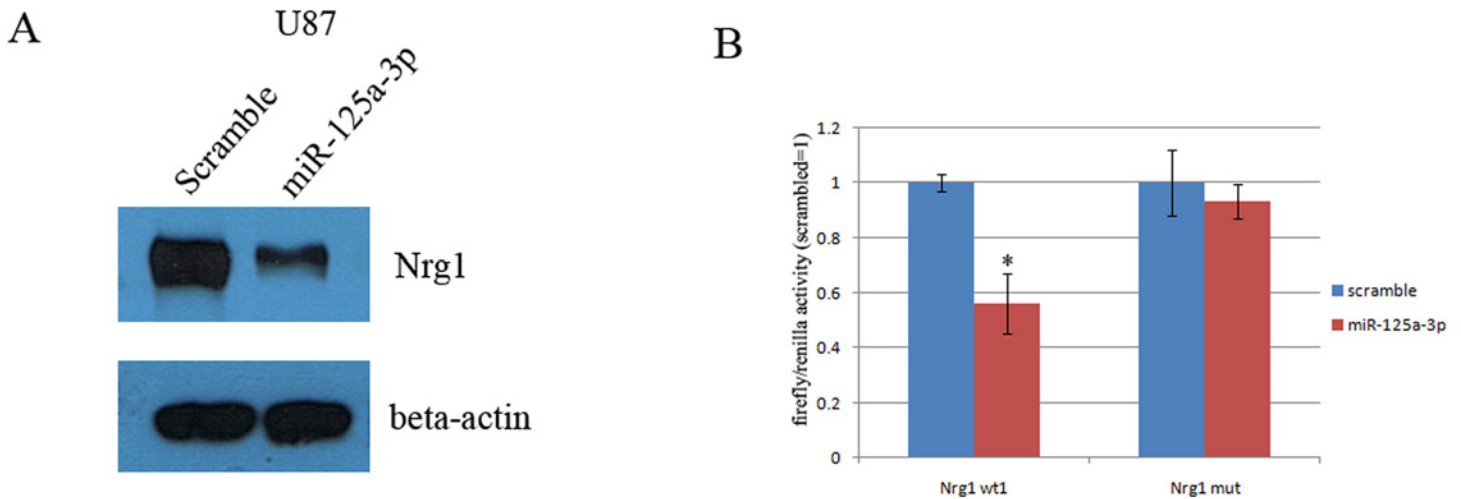 A
U87
Scramble
miR-125a-3p
Nrg1
beta-actin
B
firefly/renilla activity (scrambled=1)
1.2
1
0.8
0.6
0.4
0.2
0
*
Nrg1 wt1
Nrg1 mut
scramble
miR-125a-3p